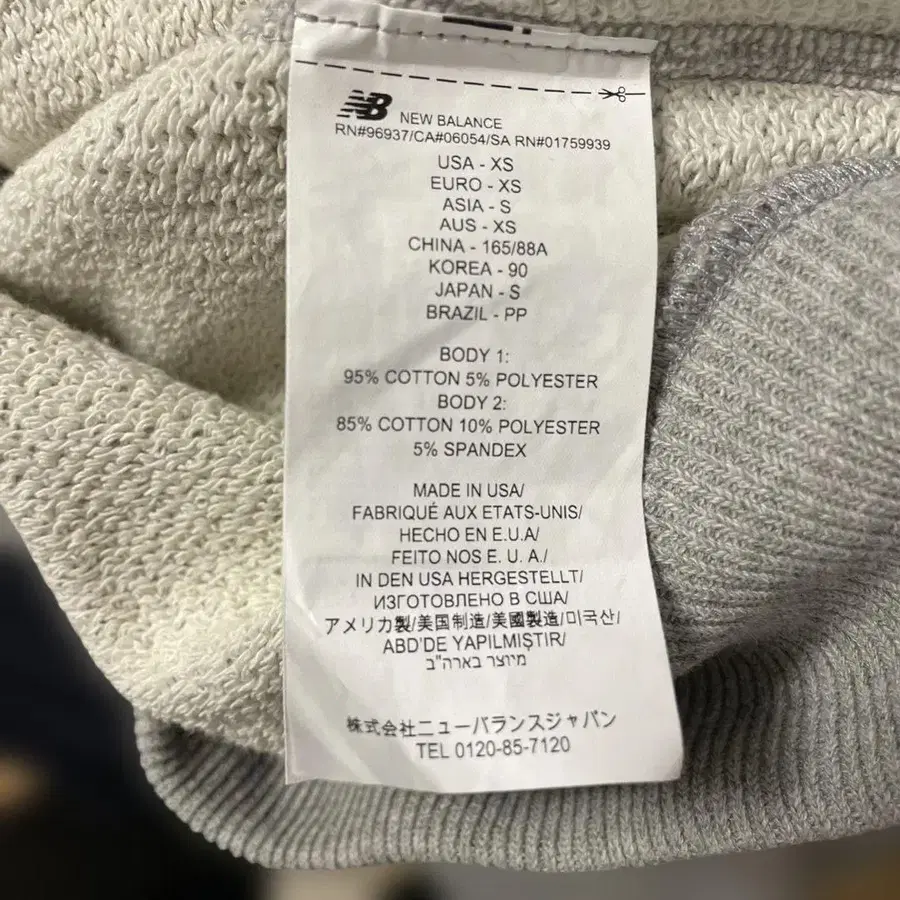 NB NEW BALANCE
RN#96937/CA#06054/SA RN#01759939
USA - XS
EURO - XS
ASIA - S
AUS - XS
CHINA - 165/88A
KOREA - 90
JAPAN - S
BRAZIL - PP
BODY 1:
95% COTTON 5% POLYESTER
BODY 2:
85% COTTON 10% POLYESTER
5% SPANDEX
MADE IN USA/
FABRIQUÉ AUX ETATS-UNIS/
HECHO EN E.U.A/
FEITO NOS E. U. A./
IN DEN USA HERGESTELLT/
ИЗГОТОВЛЕНО В США/
アメリカ製/美国制造/美國製造/미국산/
ABD'DE YAPILMIŞTIR/
מיוצר בארה"ב
株式会社ニューバランスジャパン
TEL 0120-85-7120